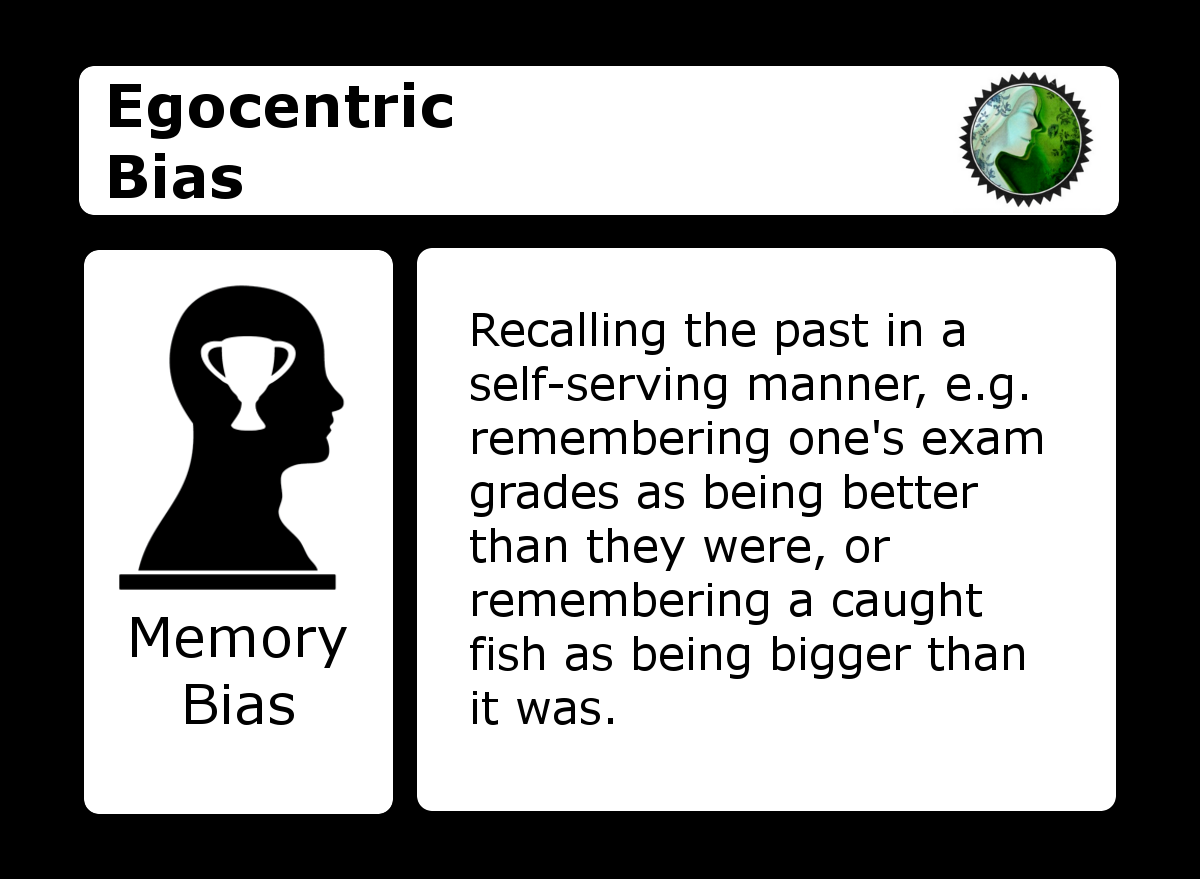 Egocentric
Bias
Memory
Bias
Recalling the past in a
self-serving manner, e.g.
remembering one's exam
grades as being better
than they were, or
remembering a caught
fish as being bigger than
it was.